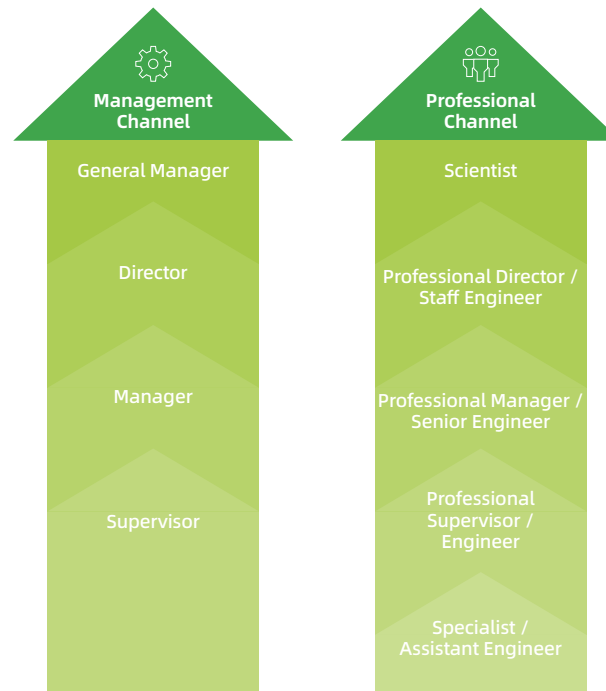 Management
Channel
General Manager
Director
Manager
Supervisor
Professional
Channel
Scientist
Professional Director /
Staff Engineer
Professional Manager /
Senior Engineer
Professional
Supervisor /
Engineer
Specialist /
Assistant Engineer